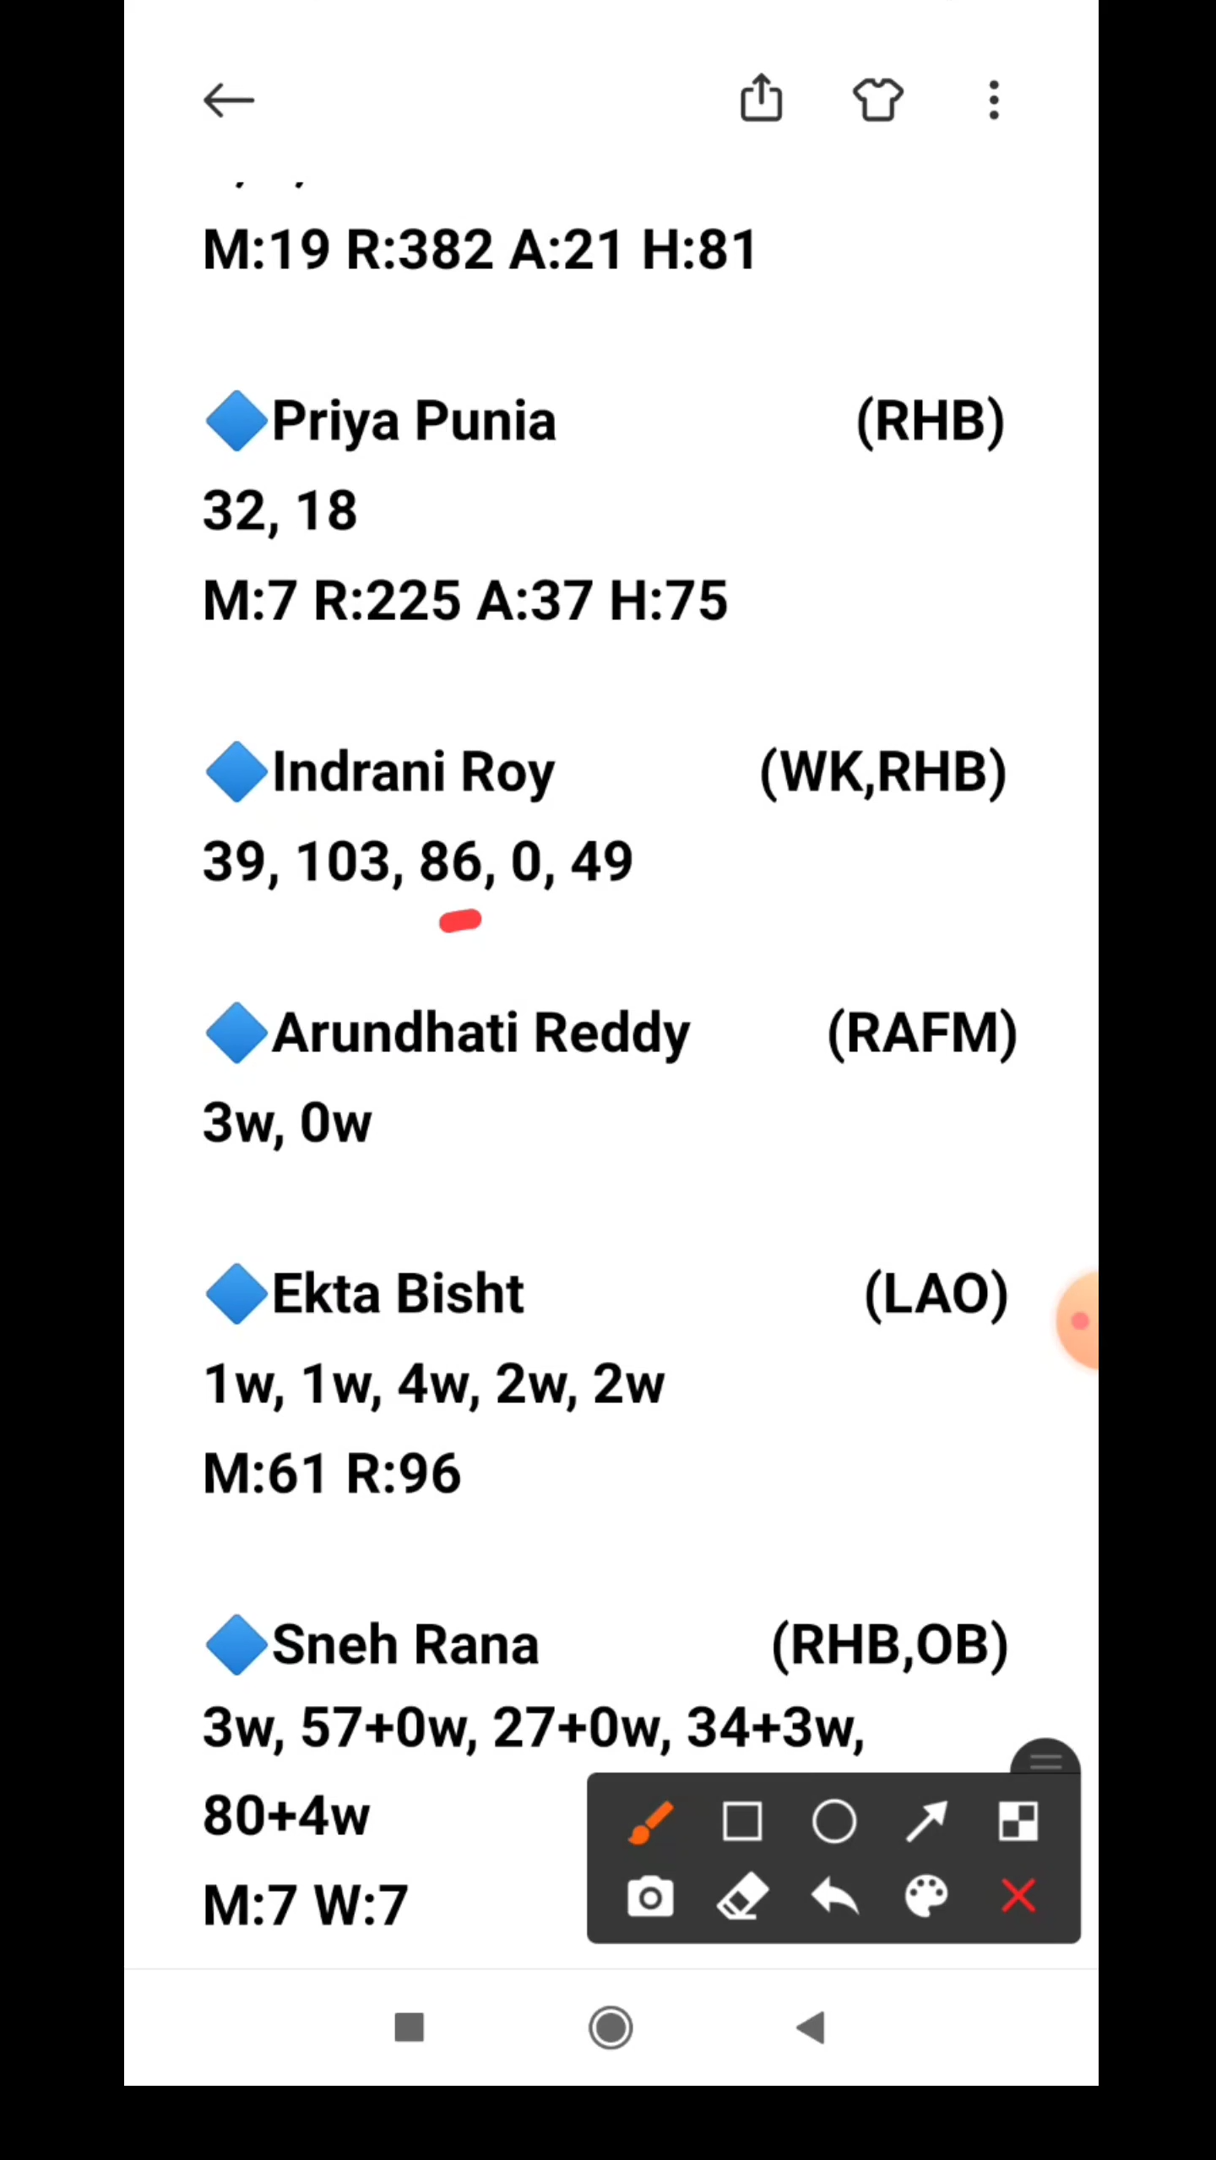 M:19 R:382 A:21 H:81
🔷Priya Punia (RHB)
32, 18
M:7 R:225 A:37 H:75
🔷Indrani Roy (WK,RHB)
39, 103, 86, 0, 49
🔷Arundhati Reddy (RAFM)
3w, 0w
🔷Ekta Bisht (LAO)
1w, 1w, 4w, 2w, 2w
M:61 R:96
🔷Sneh Rana (RHB,OB)
3w, 57+0w, 27+0w, 34+3w,
80+4w
M:7 W:7